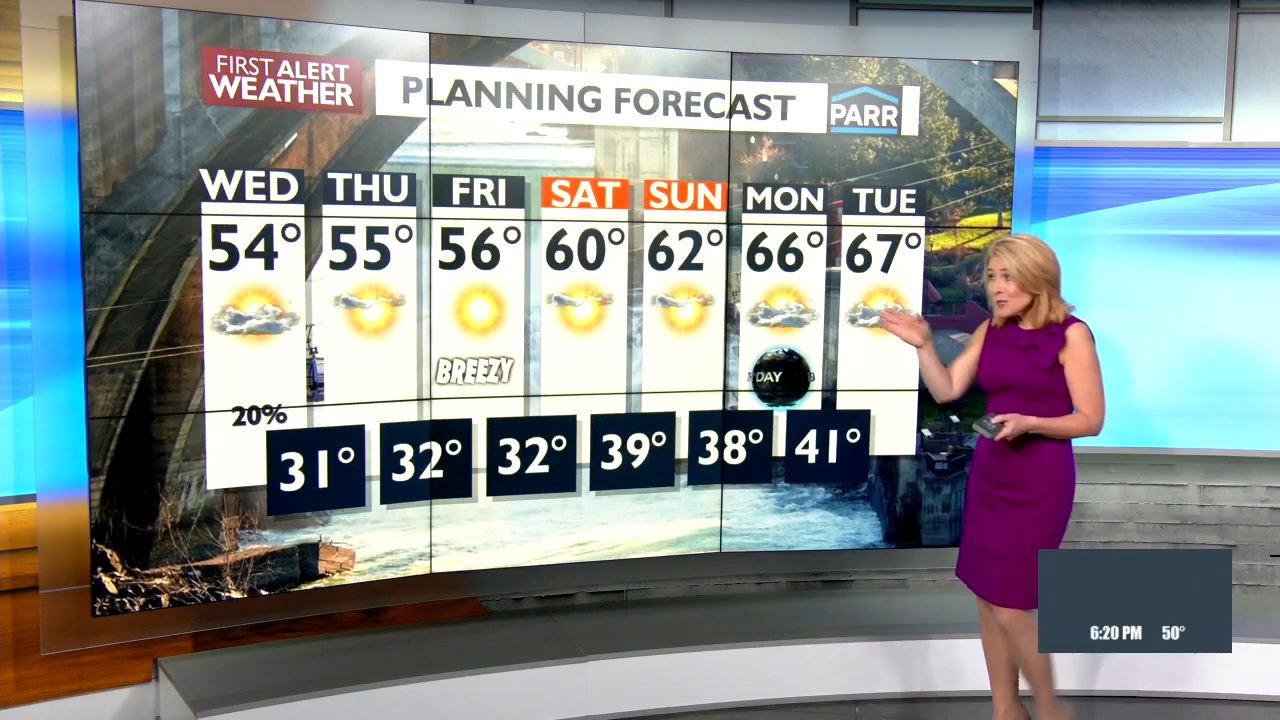 FIRST ALERT
WEATHER
PLANNING FORECAST
PARR
WED THU FRI SAT SUN MON TUE
54° 55° 56° 60° 62° 66° 67°
BREEZY
DAY
20%
31° 32° 32° 39° 38° 41°
6:20 PM 50°